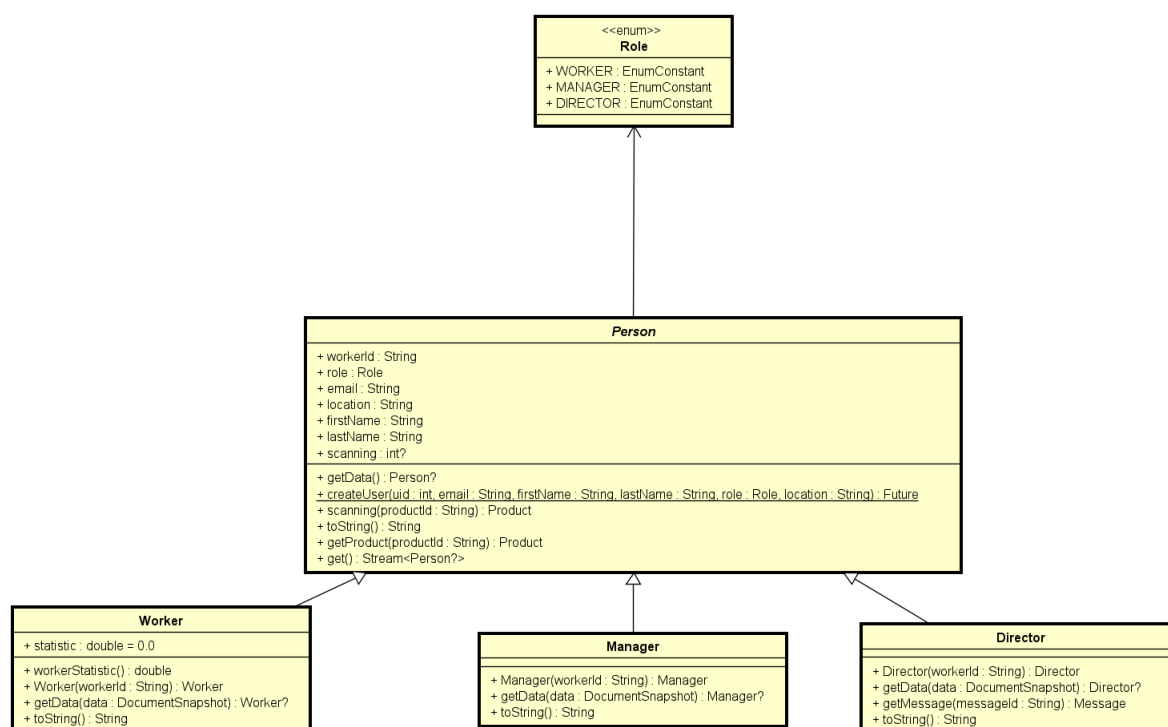 <<enum>>
Role
+ WORKER : EnumConstant
+ MANAGER : EnumConstant
+ DIRECTOR : EnumConstant
Person
+ workerId : String
+ role : Role
+ email : String
+ location : String
+ firstName : String
+ lastName : String
+ scanning : int?
+ getData() : Person?
+ createUser(uid : int, email : String, firstName : String, lastName : String, role : Role, location : String) : Future
+ scanning(productId : String) : Product
+ toString() : String
+ getProduct(productId : String) : Product
+ get() : Stream<Person?>
Worker
+ statistic : double = 0.0
+ workerStatistic() : double
+ Worker(workerId : String) : Worker
+ getData(data : DocumentSnapshot) : Worker?
+ toString() : String
Manager
+ Manager(workerId : String) : Manager
+ getData(data : DocumentSnapshot) : Manager?
+ toString() : String
Director
+ Director(workerId : String) : Director
+ getData(data : DocumentSnapshot) : Director?
+ getMessage(messageId : String) : Message
+ toString() : String